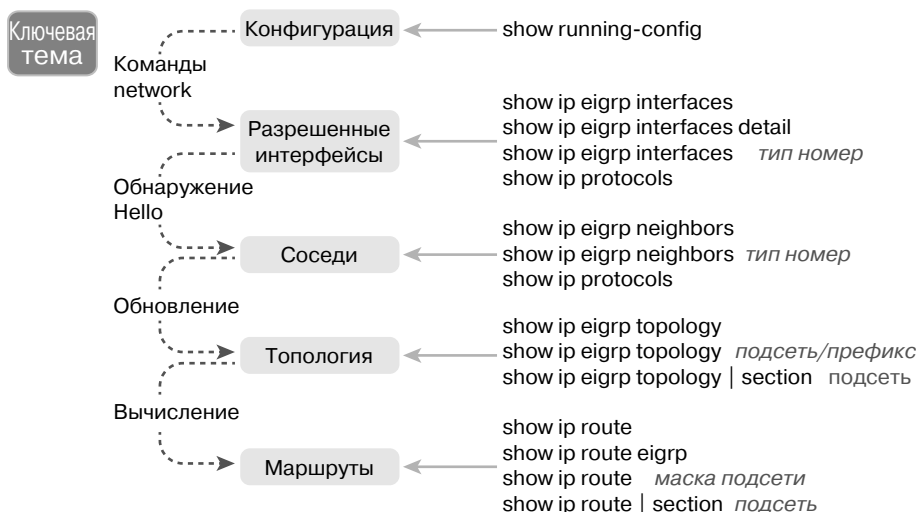 Ключевая
тема
Конфигурация
show running-config
Команды
network
Разрешенные
интерфейсы
show ip eigrp interfaces
show ip eigrp interfaces detail
show ip eigrp interfaces тип номер
show ip protocols
Обнаружение
Hello
Соседи
show ip eigrp neighbors
show ip eigrp neighbors тип номер
show ip protocols
Обновление
Топология
show ip eigrp topology
show ip eigrp topology подсеть/префикс
show ip eigrp topology | section подсеть
Вычисление
Маршруты
show ip route
show ip route eigrp
show ip route маска подсети
show ip route | section подсеть